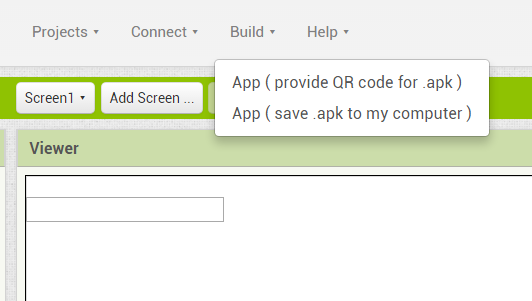 Projects Connect Build Help
App ( provide QR code for .apk )
Screen1 Add Screen ...
App ( save .apk to my computer )
Viewer